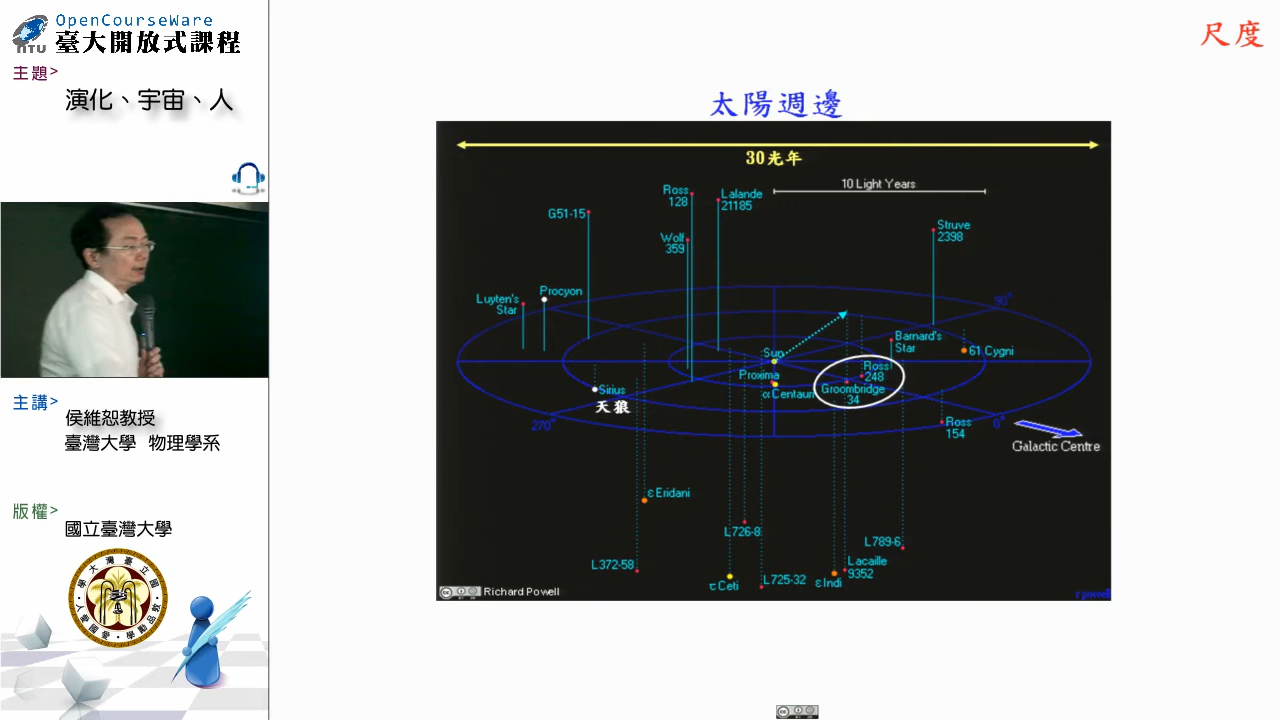 OpenCourseWare
臺大開放式課程
NTU
主題>
演化、宇宙、人
主講>
侯維恕教授
臺灣大學 物理學系
版權>
國立臺灣大學
尺度
太陽週邊
30光年
10 Light Years
Ross
128
Lalande
21185
G51-15
Wolf
359
Struve
2398
Luyten's
Star
Procyon
90°
Barnard's
Star
61 Cygni
Sun
Proxima
Ross
248
αCentauri
Groombridge
34
Sirius
天狼
270°
0°
Ross
154
Galactic Centre
εEridani
L726-8
L789-6
L372-58
Lacaille
9352
τCeti
L725-32
εIndi
Richard Powell
r powell